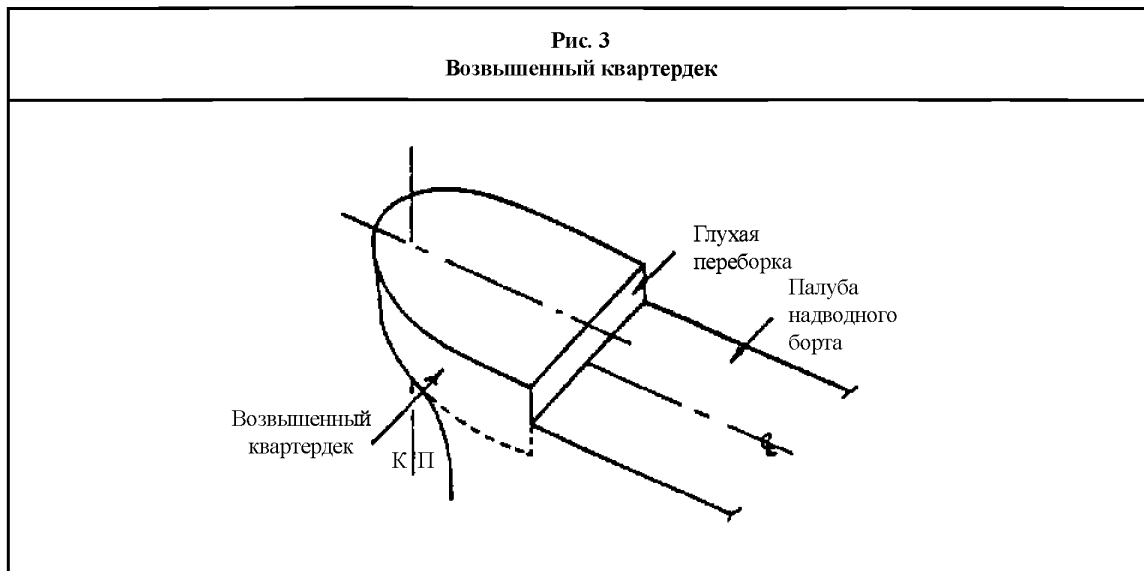 Рис. 3
Возвышенный квартердек
Глухая
переборка
Палуба
надводного
борта
Возвышенный
квартердек
К П